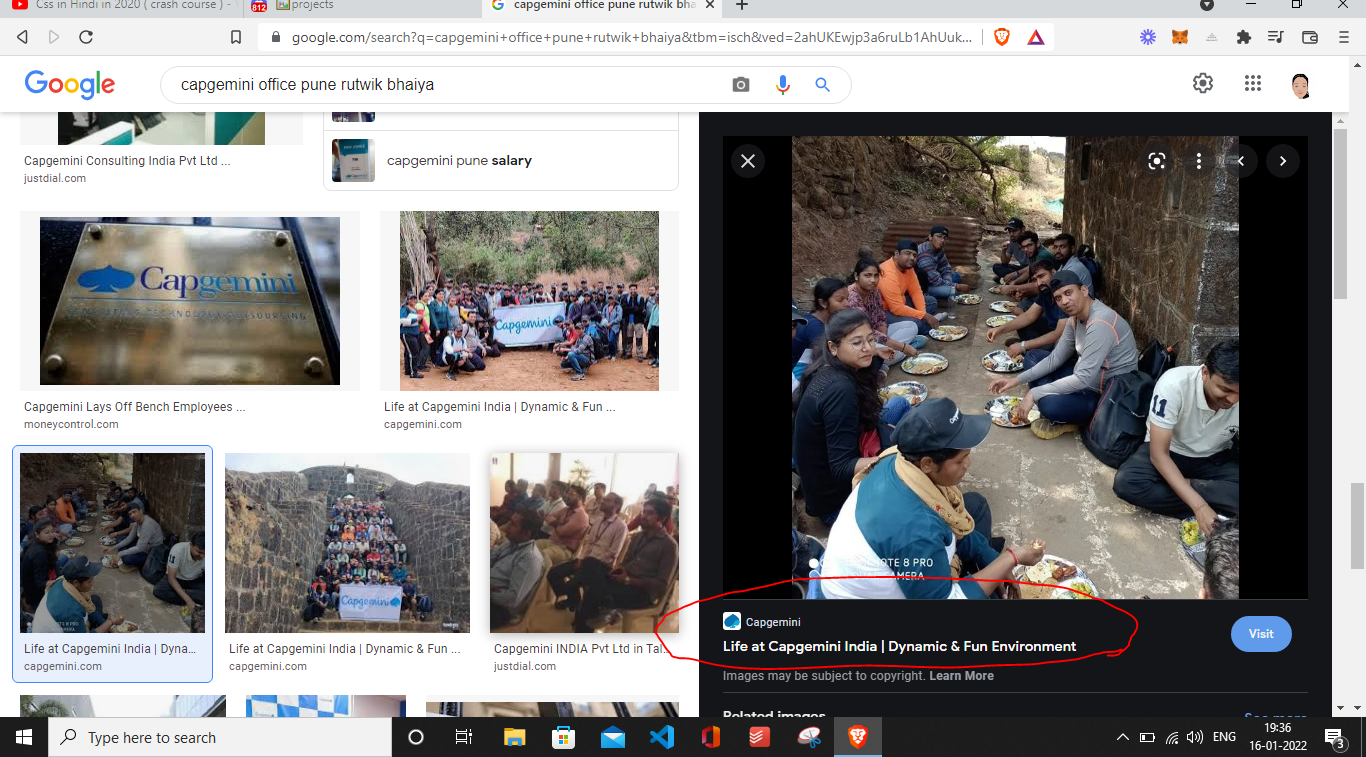 Css in Hindi in 2020 ( crash course ) -
812
projects
capgemini office pune rutwik bha
google.com/search?q=capgemini+office+pune+rutwik+bhaiya&tbm=isch&ved=2ahUKEwjp3a6ruLb1AhUuk...
Google
capgemini office pune rutwik bhaiya
Capgemini Consulting India Pvt Ltd ...
justdial.com
capgemini pune salary
Capgemini
Capgemini Lays Off Bench Employees ...
moneycontrol.com
Capgemini
Life at Capgemini India | Dynamic & Fun ...
capgemini.com
Life at Capgemini India | Dyna...
capgemini.com
Capgemini
Life at Capgemini India | Dynamic & Fun ...
capgemini.com
Capgemini INDIA Pvt Ltd in Tal...
justdial.com
11
NOTE 8 PRO
CAMERA
Capgemini
Life at Capgemini India | Dynamic & Fun Environment
Visit
Images may be subject to copyright. Learn More
Related images
See more
Type here to search
ENG
19:36
16-01-2022
3